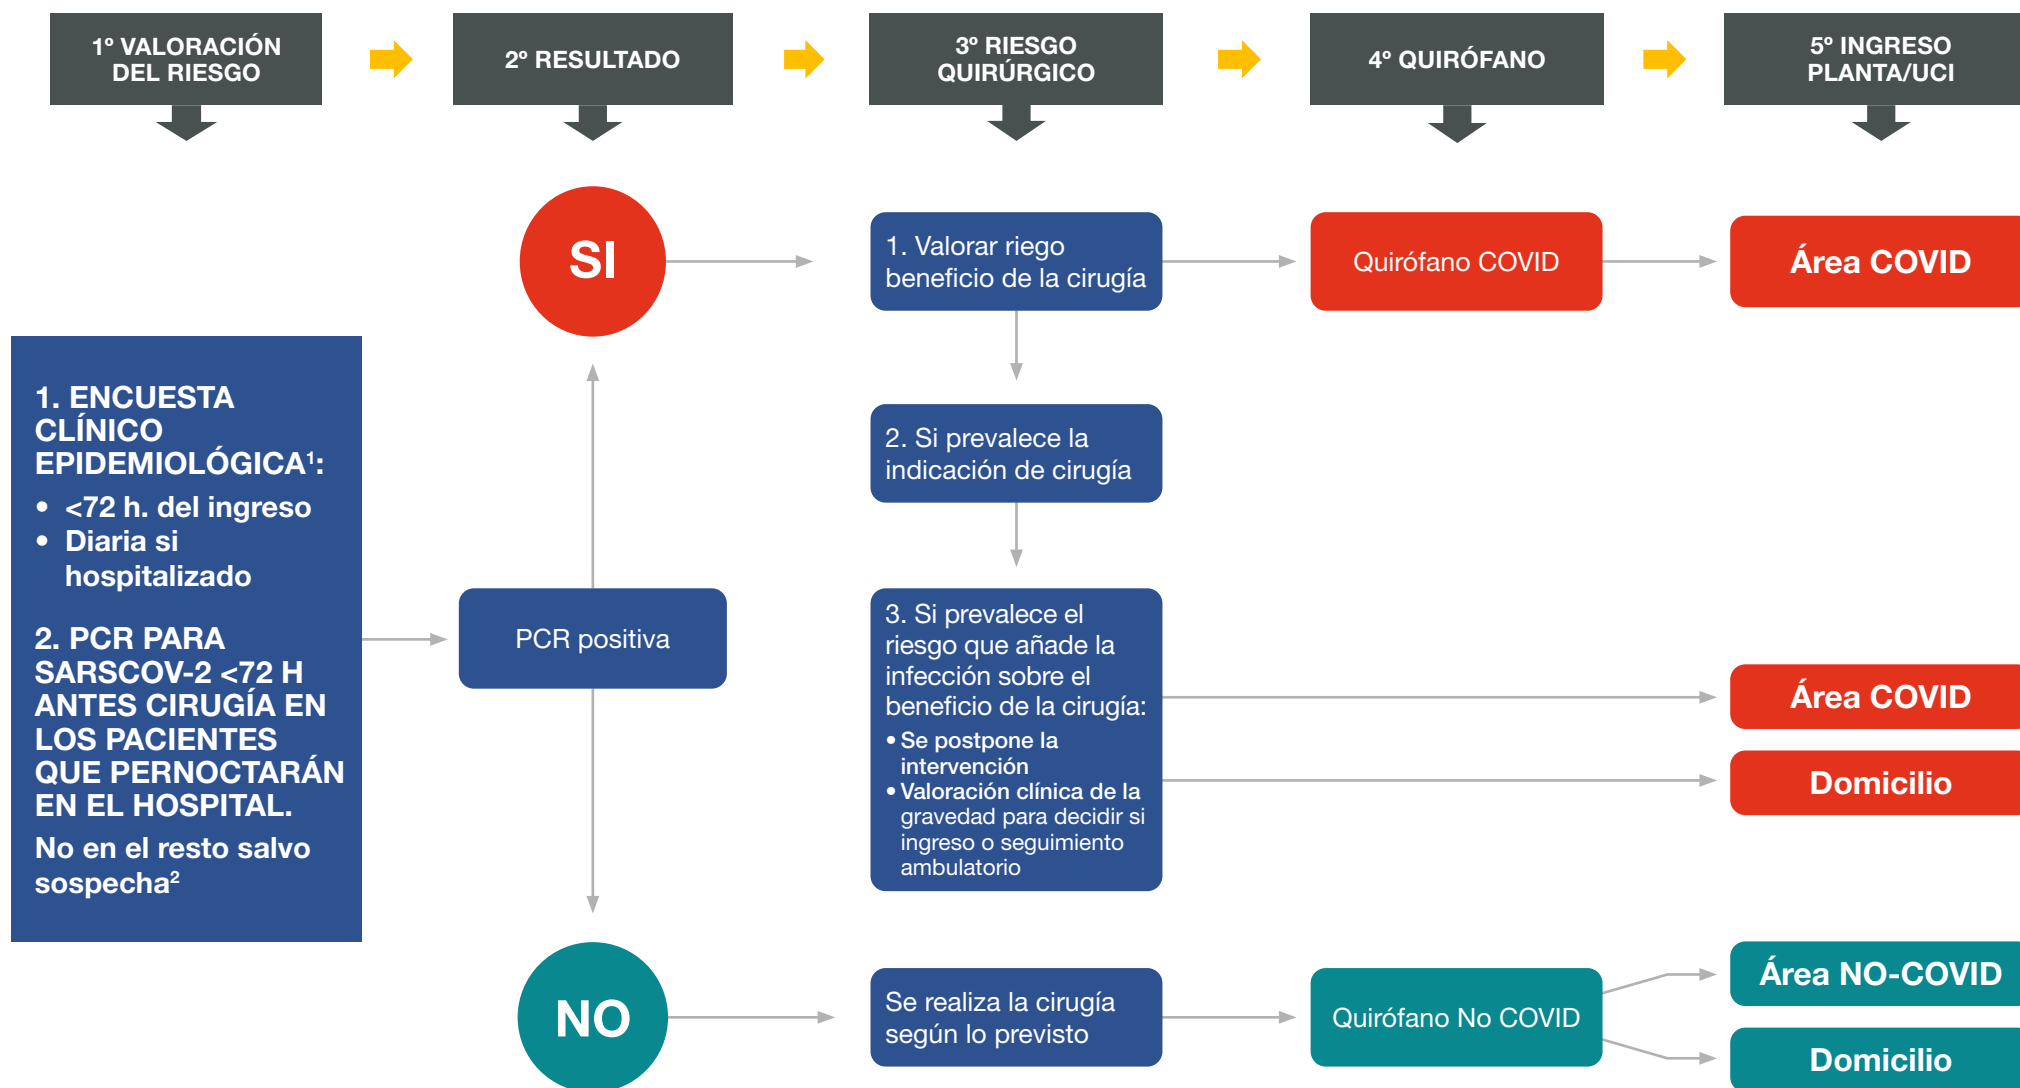 1º VALORACIÓN
DEL RIESGO
2º RESULTADO
3º RIESGO
QUIRÚRGICO
4º QUIRÓFANO
5º INGRESO
PLANTA/UCI
1. ENCUESTA
CLÍNICO
EPIDEMIOLÓGICA¹:
• <72 h. del ingreso
• Diaria si
hospitalizado
2. PCR PARA
SARSCOV-2 <72 H
ANTES CIRUGÍA EN
LOS PACIENTES
QUE PERNOCTARÁN
EN EL HOSPITAL.
No en el resto salvo
sospecha²
PCR positiva
SI
1. Valorar riego
beneficio de la cirugía
Quirófano COVID
Área COVID
2. Si prevalece la
indicación de cirugía
3. Si prevalece el
riesgo que añade la
infección sobre el
beneficio de la cirugía:
• Se postpone la
intervención
• Valoración clínica de la
gravedad para decidir si
ingreso o seguimiento
ambulatorio
Área COVID
Domicilio
NO
Se realiza la cirugía
según lo previsto
Quirófano No COVID
Área NO-COVID
Domicilio